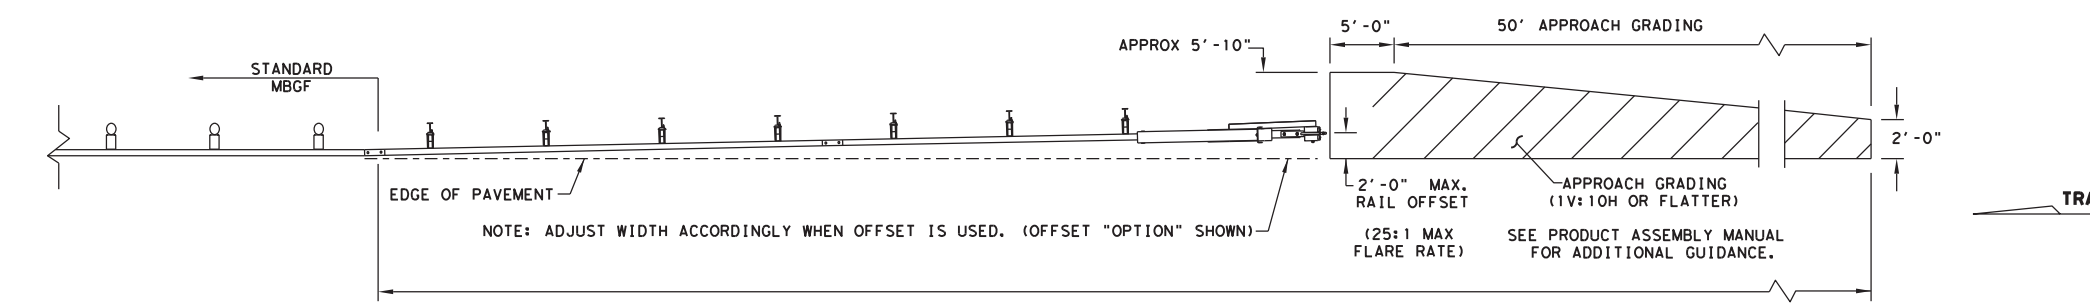 5'-0"
50' APPROACH GRADING
APPROX 5'-10"
STANDARD
MBGF
2'-0"
EDGE OF PAVEMENT
2'-0" MAX.
RAIL OFFSET
APPROACH GRADING
(1V:10H OR FLATTER)
TRA
NOTE: ADJUST WIDTH ACCORDINGLY WHEN OFFSET IS USED. (OFFSET "OPTION" SHOWN)
(25:1 MAX
FLARE RATE)
SEE PRODUCT ASSEMBLY MANUAL
FOR ADDITIONAL GUIDANCE.